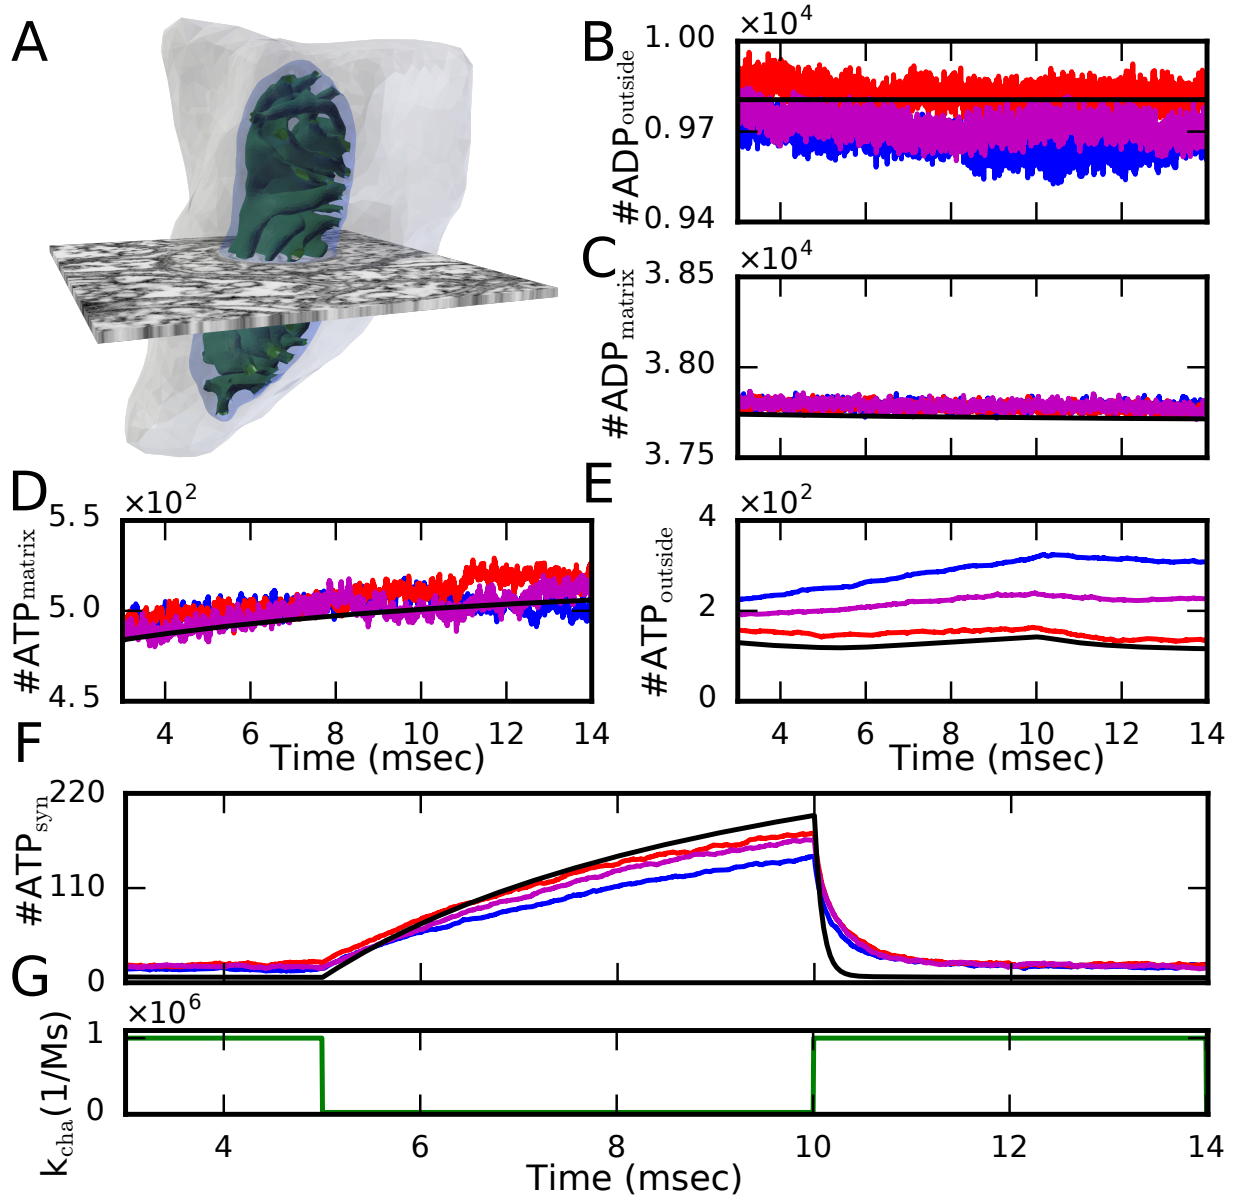 A
B
×10⁴
1.00
0.97
0.94
#ADP_outside
C
×10⁴
3.85
3.80
3.75
#ADP_matrix
D
×10²
5.5
5.0
4.5
#ATP_matrix
4 6 8 10 12 14
Time (msec)
E
×10²
4
2
0
#ATP_outside
4 6 8 10 12 14
Time (msec)
F
220
110
0
#ATP_syn
G
×10⁶
1
0
k_cha(1/Ms)
4 6 8 10 12 14
Time (msec)